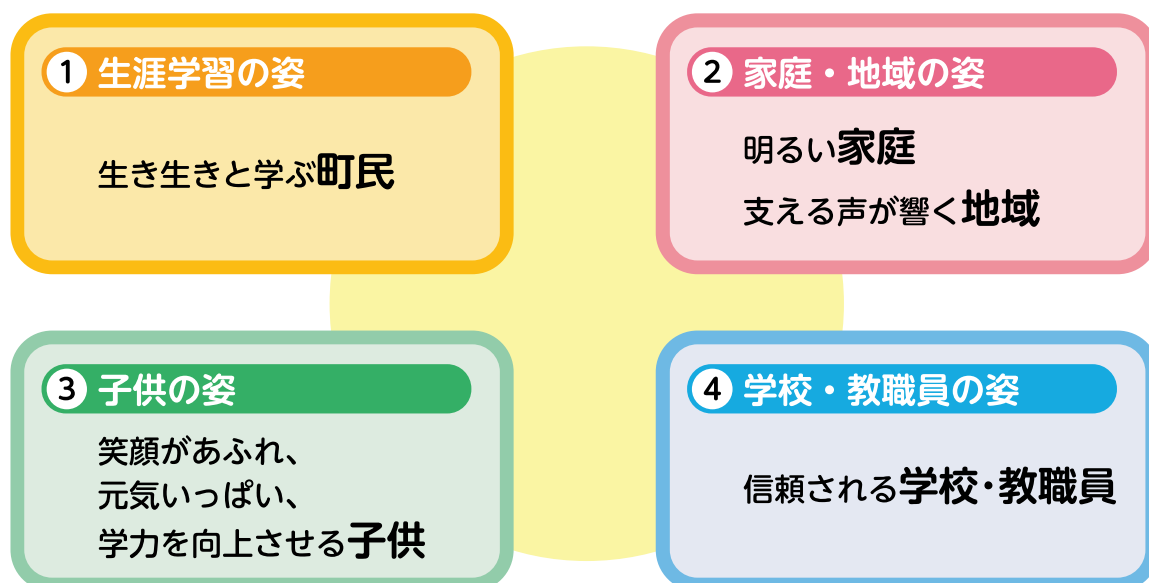 1 生涯学習の姿
生き生きと学ぶ町民
2 家庭・地域の姿
明るい家庭
支える声が響く地域
3 子供の姿
笑顔があふれ、
元気いっぱい、
学力を向上させる子供
4 学校・教職員の姿
信頼される学校・教職員